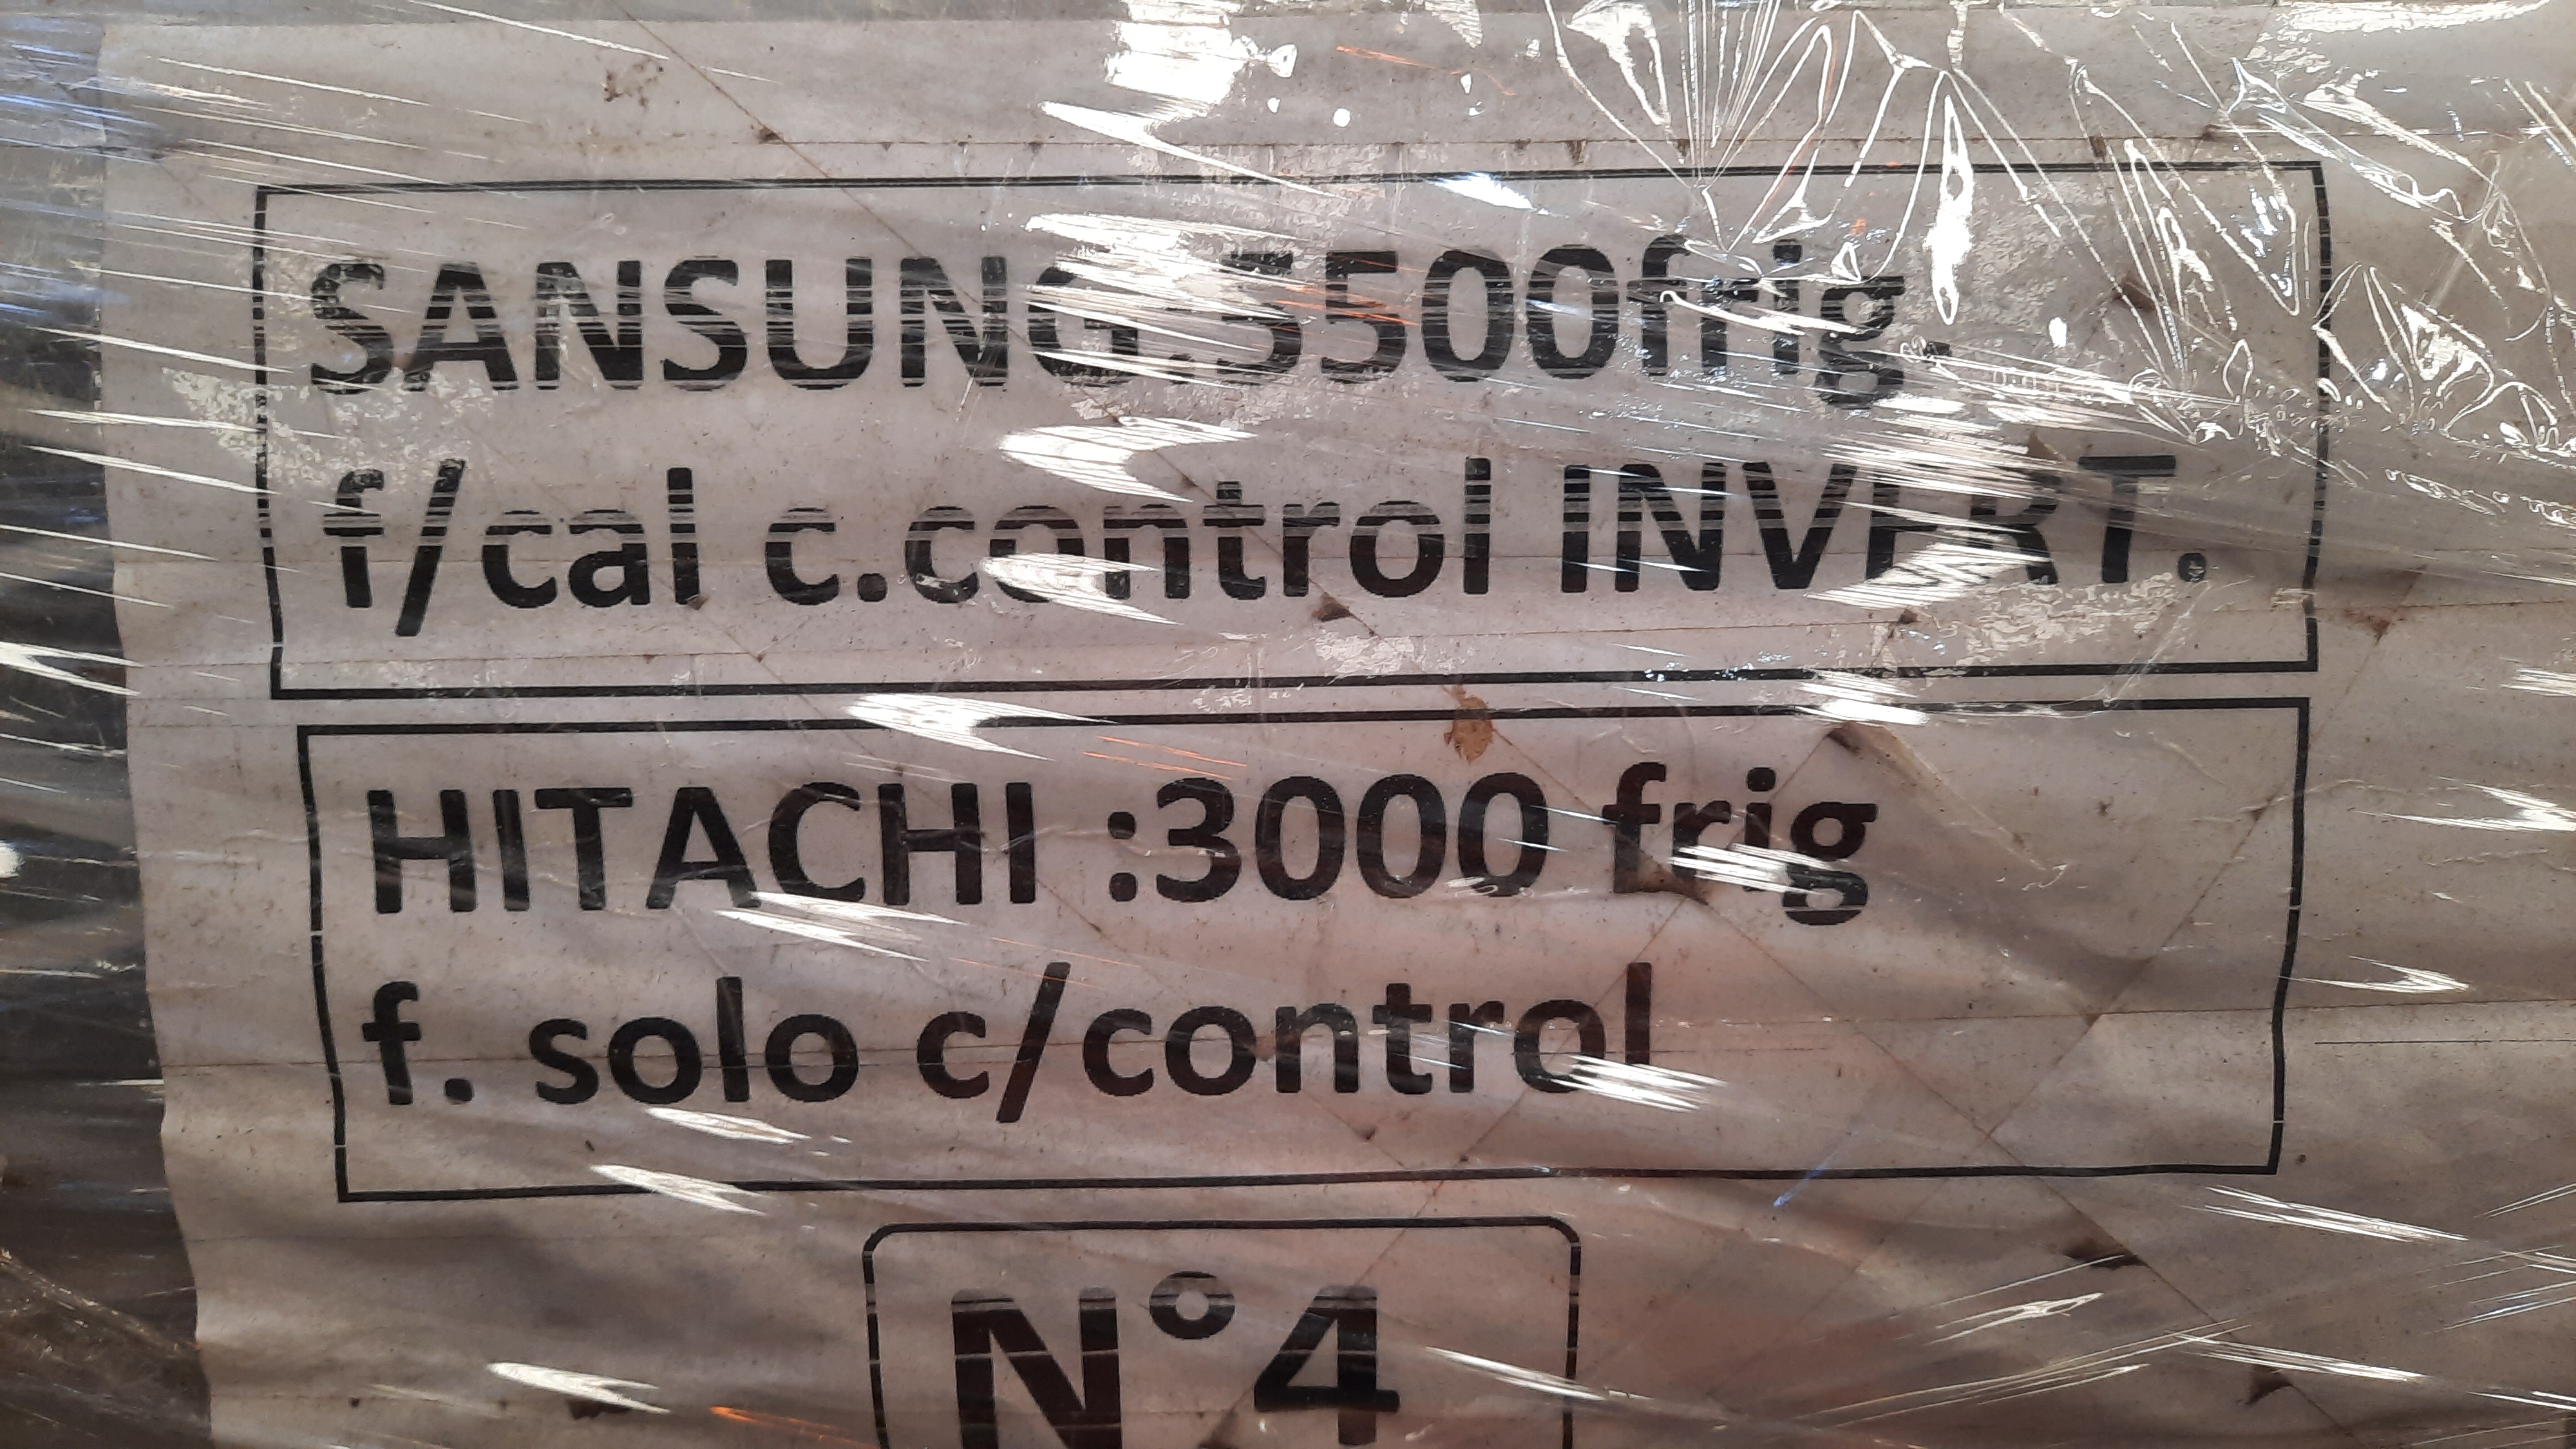 SANSUNG:5500frig.
f/cal c.control INVERT.
HITACHI :3000 frig
f. solo c/control
N°4